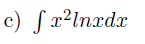 c) ∫ x²lnxdx